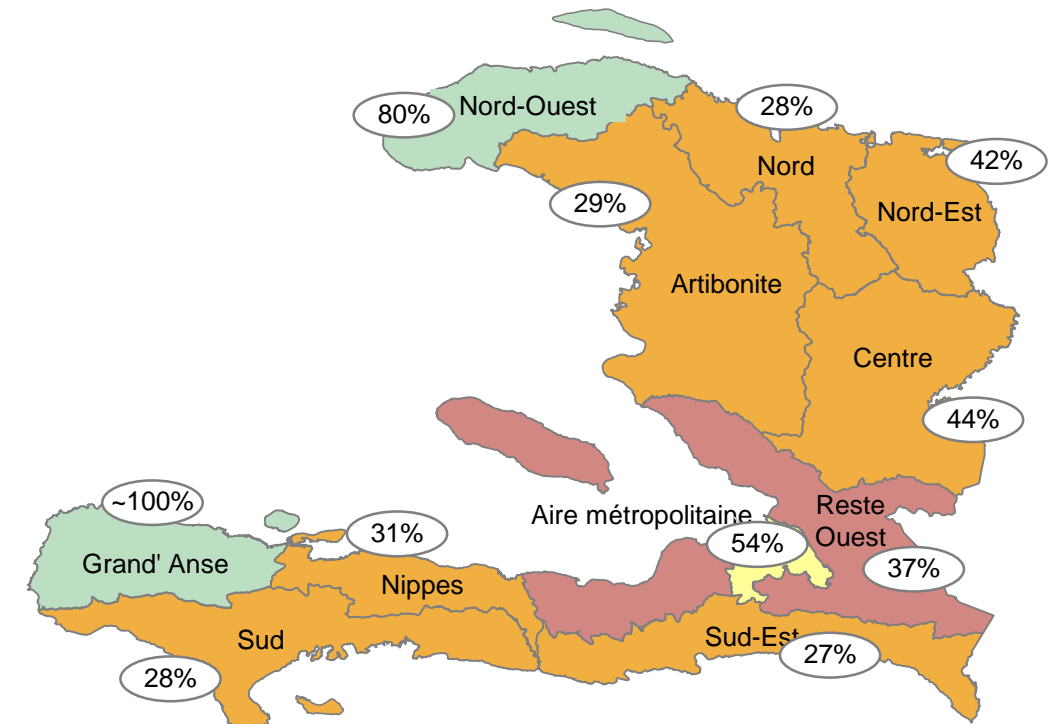 80%
Nord-Ouest
28%
Nord
42%
Nord-Est
29%
Artibonite
Centre
44%
~100%
Grand' Anse
31%
Nippes
Aire métropolitaine
54%
Reste
Ouest
37%
Sud
28%
Sud-Est
27%